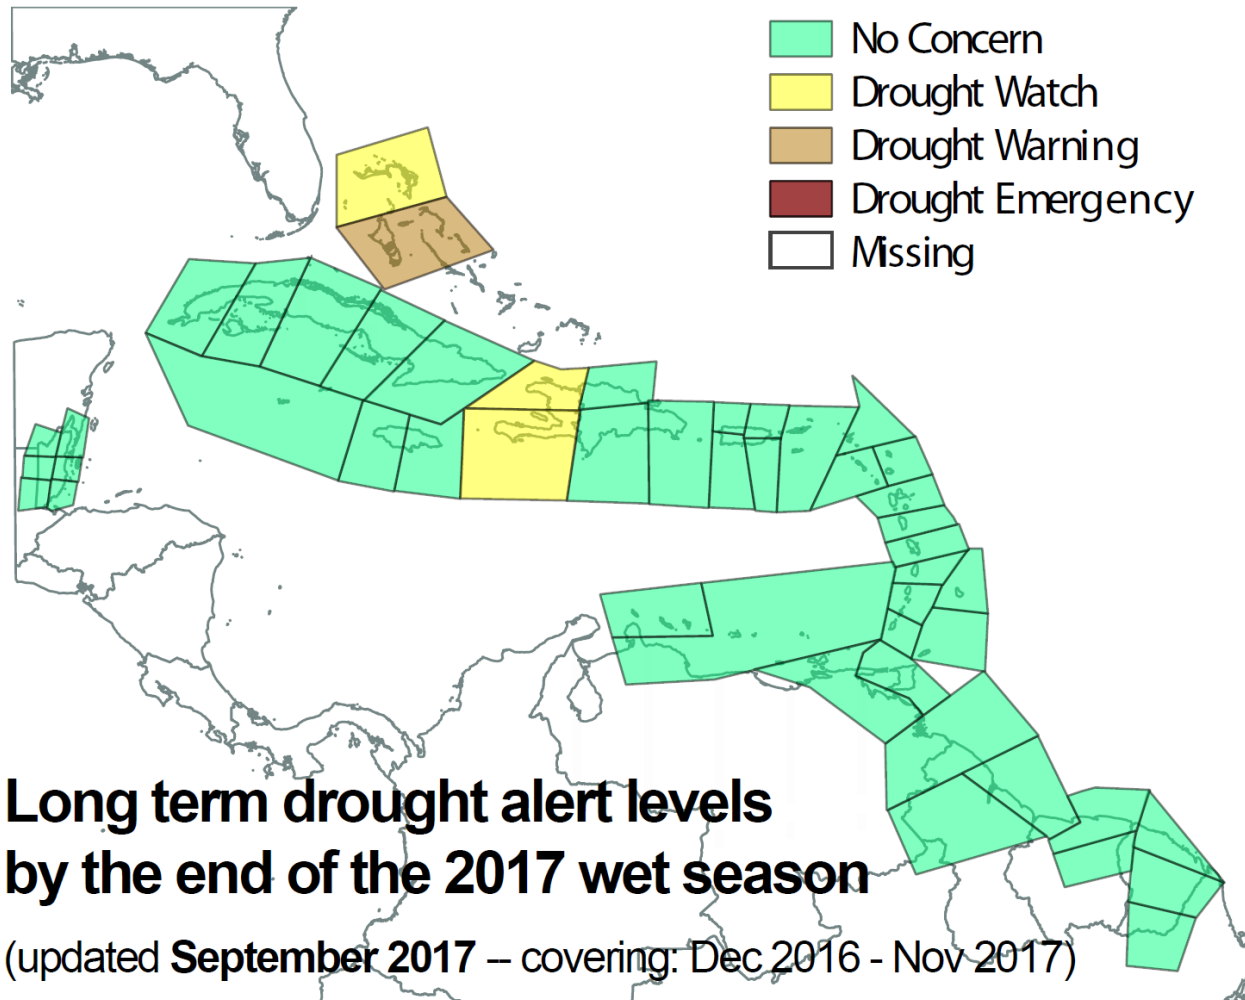 No Concern
Drought Watch
Drought Warning
Drought Emergency
Missing
Long term drought alert levels
by the end of the 2017 wet season
(updated September 2017 -- covering: Dec 2016 - Nov 2017)